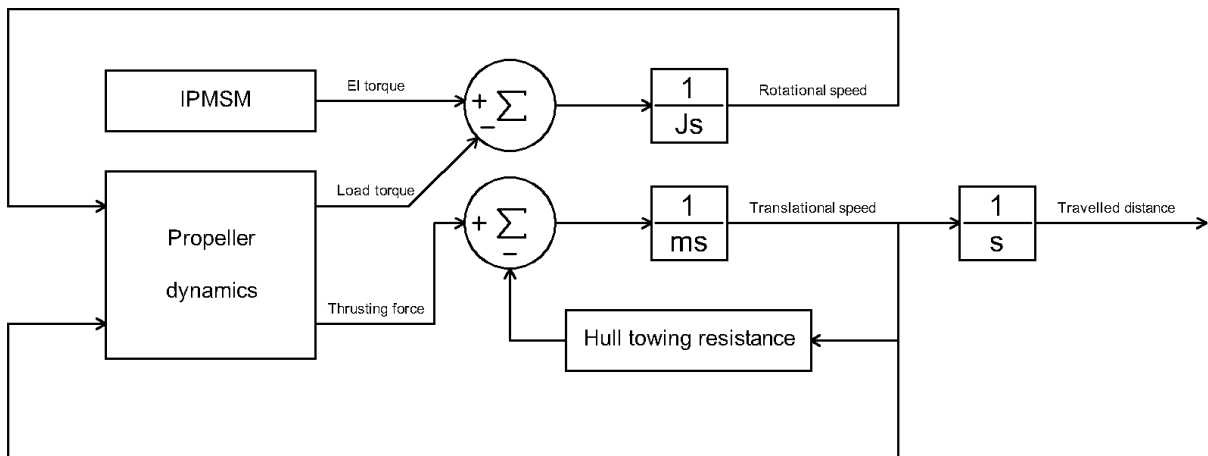 IPMSM
El torque
+
−
Σ
1
Js
Rotational speed
Propeller
dynamics
Load torque
Thrusting force
+
−
Σ
1
ms
Translational speed
1
s
Travelled distance
Hull towing resistance